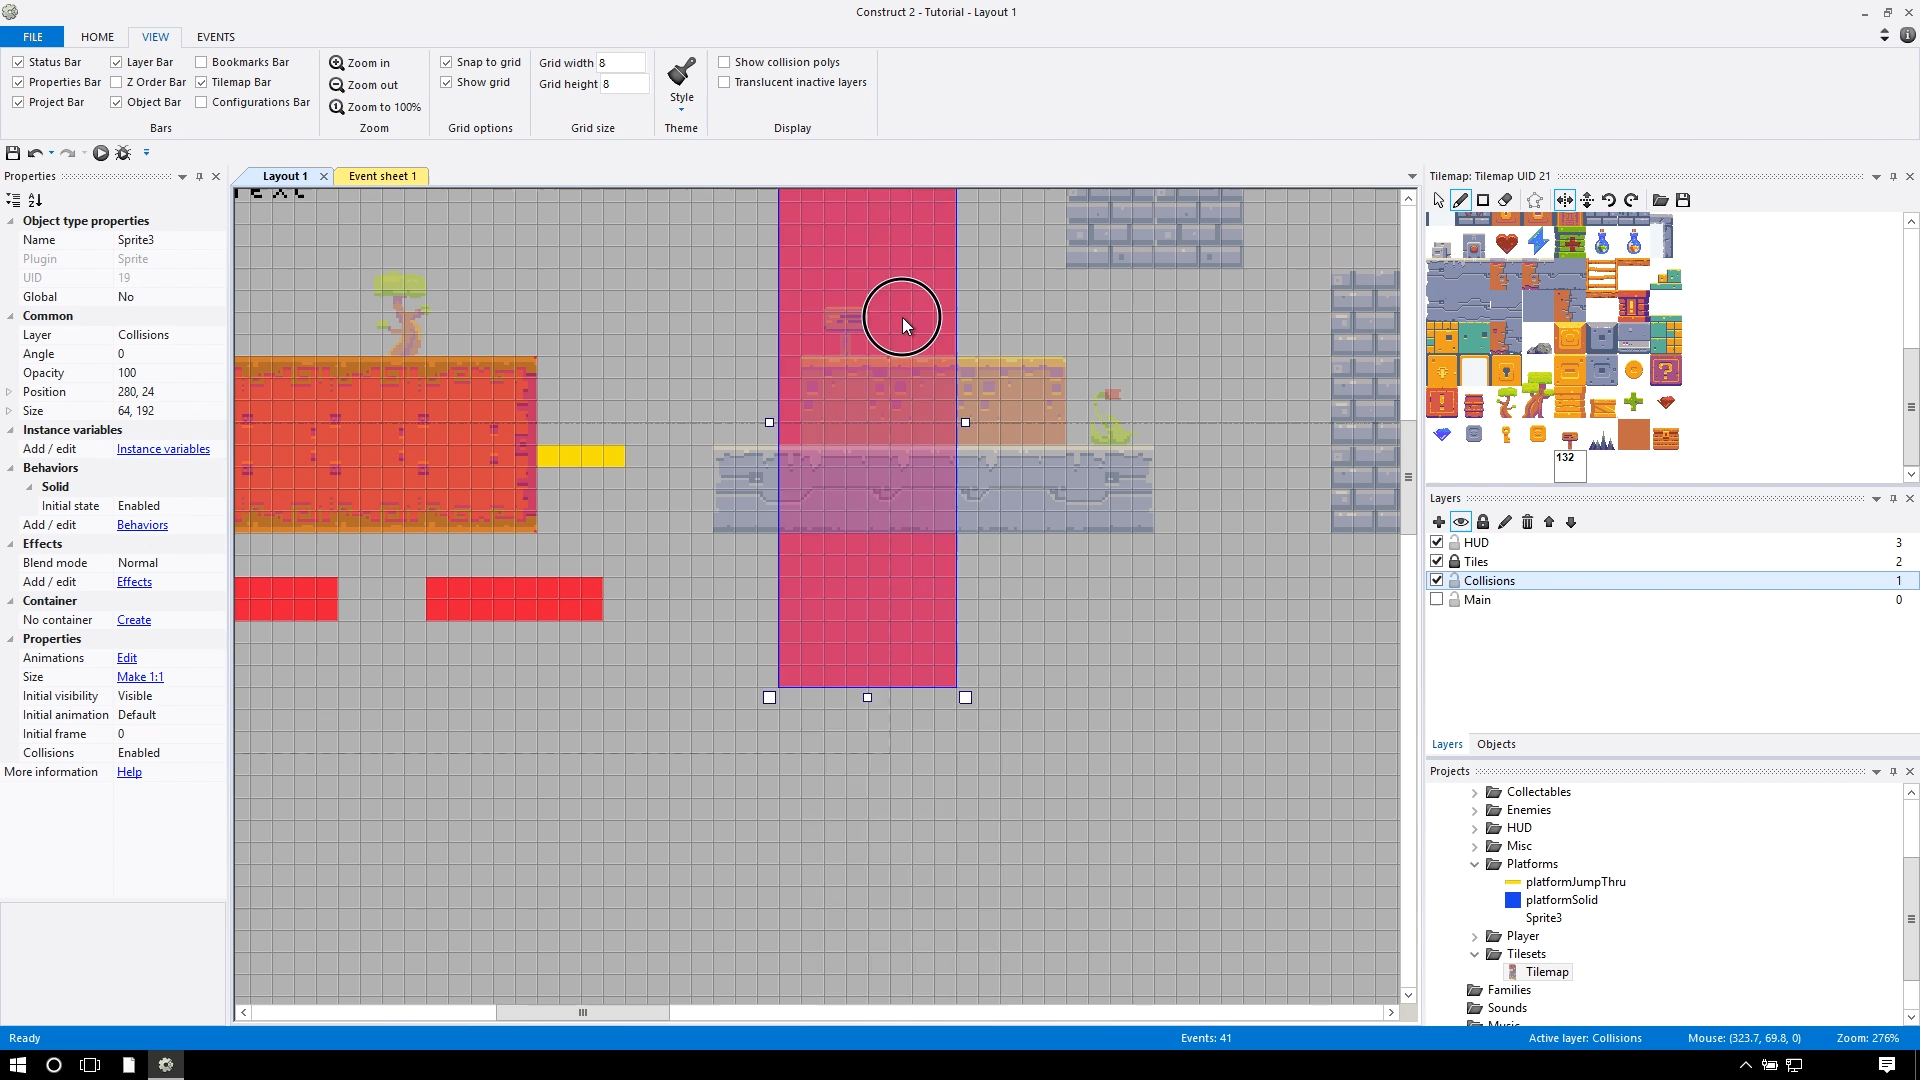 Construct 2 - Tutorial - Layout 1
FILE
HOME
VIEW
EVENTS
Status Bar
Layer Bar
Bookmarks Bar
Properties Bar
Z Order Bar
Tilemap Bar
Project Bar
Object Bar
Configurations Bar
Bars
Zoom in
Zoom out
Zoom to 100%
Zoom
Snap to grid
Show grid
Grid options
Grid width 8
Grid height 8
Grid size
Style
Theme
Show collision polys
Translucent inactive layers
Display
Properties
Layout 1
Event sheet 1
Object type properties
Name Sprite3
Plugin Sprite
UID 19
Global No
Common
Layer Collisions
Angle 0
Opacity 100
Position 280, 24
Size 64, 192
Instance variables
Add / edit Instance variables
Behaviors
Solid
Initial state Enabled
Add / edit Behaviors
Effects
Blend mode Normal
Add / edit Effects
Container
No container Create
Properties
Animations Edit
Size Make 1:1
Initial visibility Visible
Initial animation Default
Initial frame 0
Collisions Enabled
More information Help
Tilemap: Tilemap UID 21
132
Layers
HUD 3
Tiles 2
Collisions 1
Main 0
Layers
Objects
Projects
Collectables
Enemies
HUD
Misc
Platforms
platformJumpThru
platformSolid
Sprite3
Player
Tilesets
Tilemap
Families
Sounds
Music
Ready
Events: 41
Active layer: Collisions
Mouse: (323.7, 69.8, 0)
Zoom: 276%